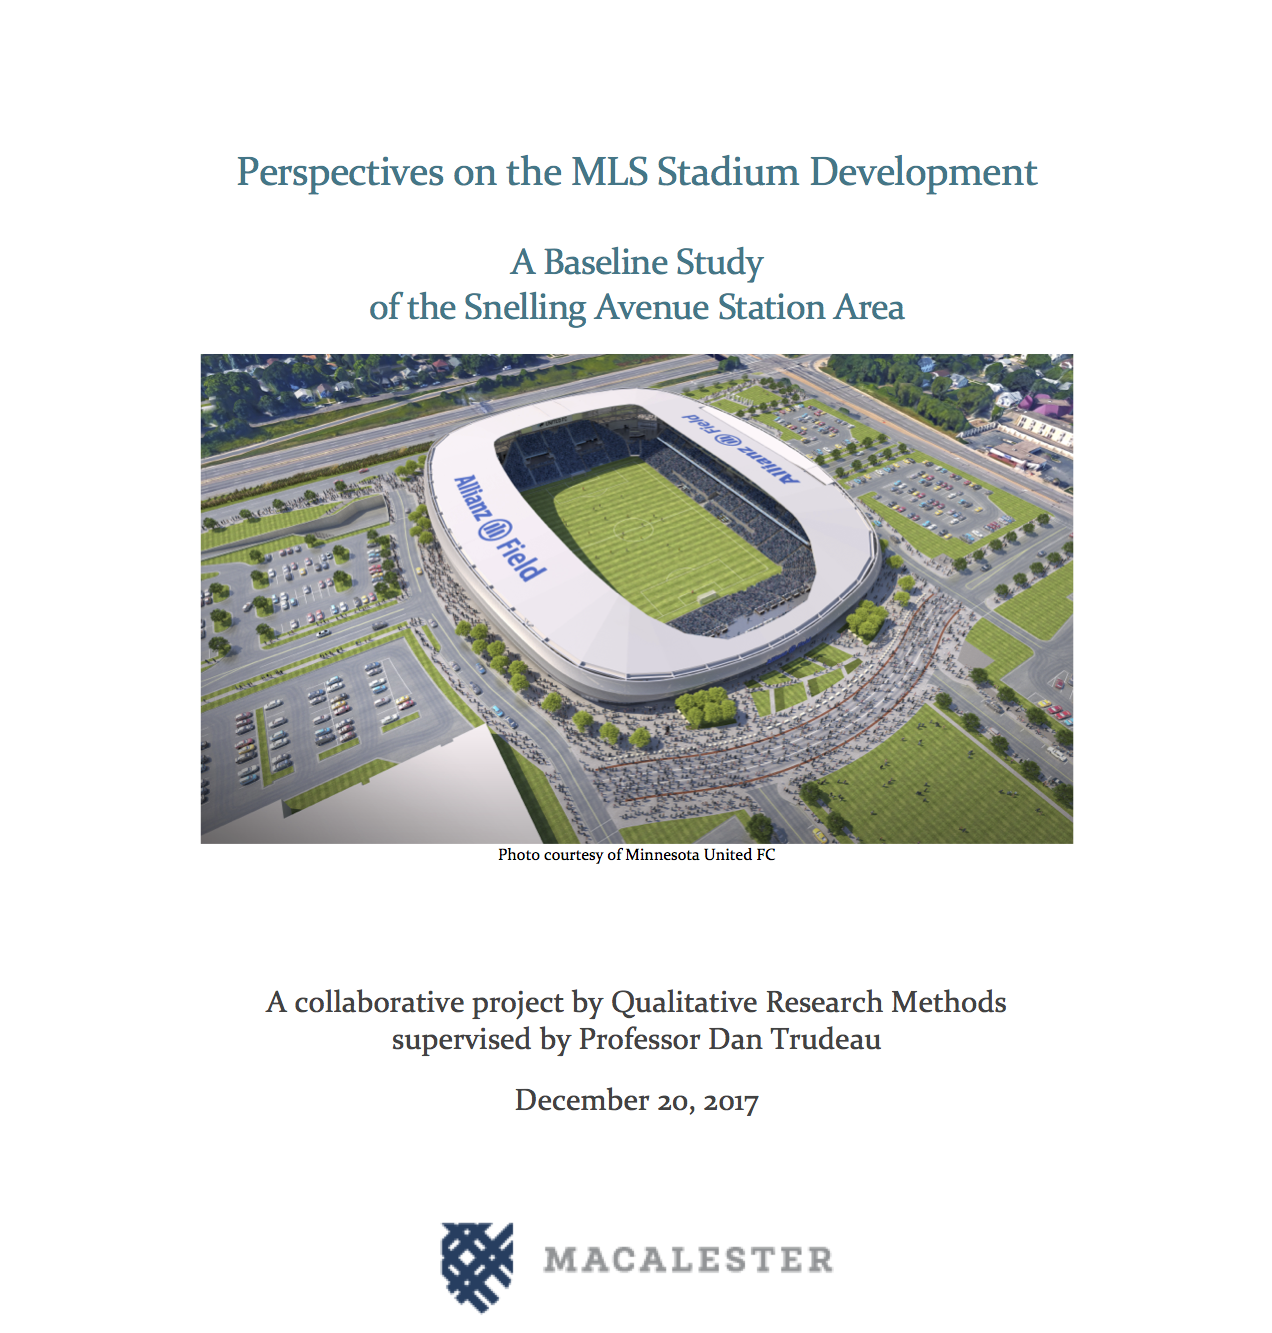 Perspectives on the MLS Stadium Development
A Baseline Study
of the Snelling Avenue Station Area
Allianz Field
Allianz Field
Photo courtesy of Minnesota United FC
A collaborative project by Qualitative Research Methods
supervised by Professor Dan Trudeau
December 20, 2017
MACALESTER